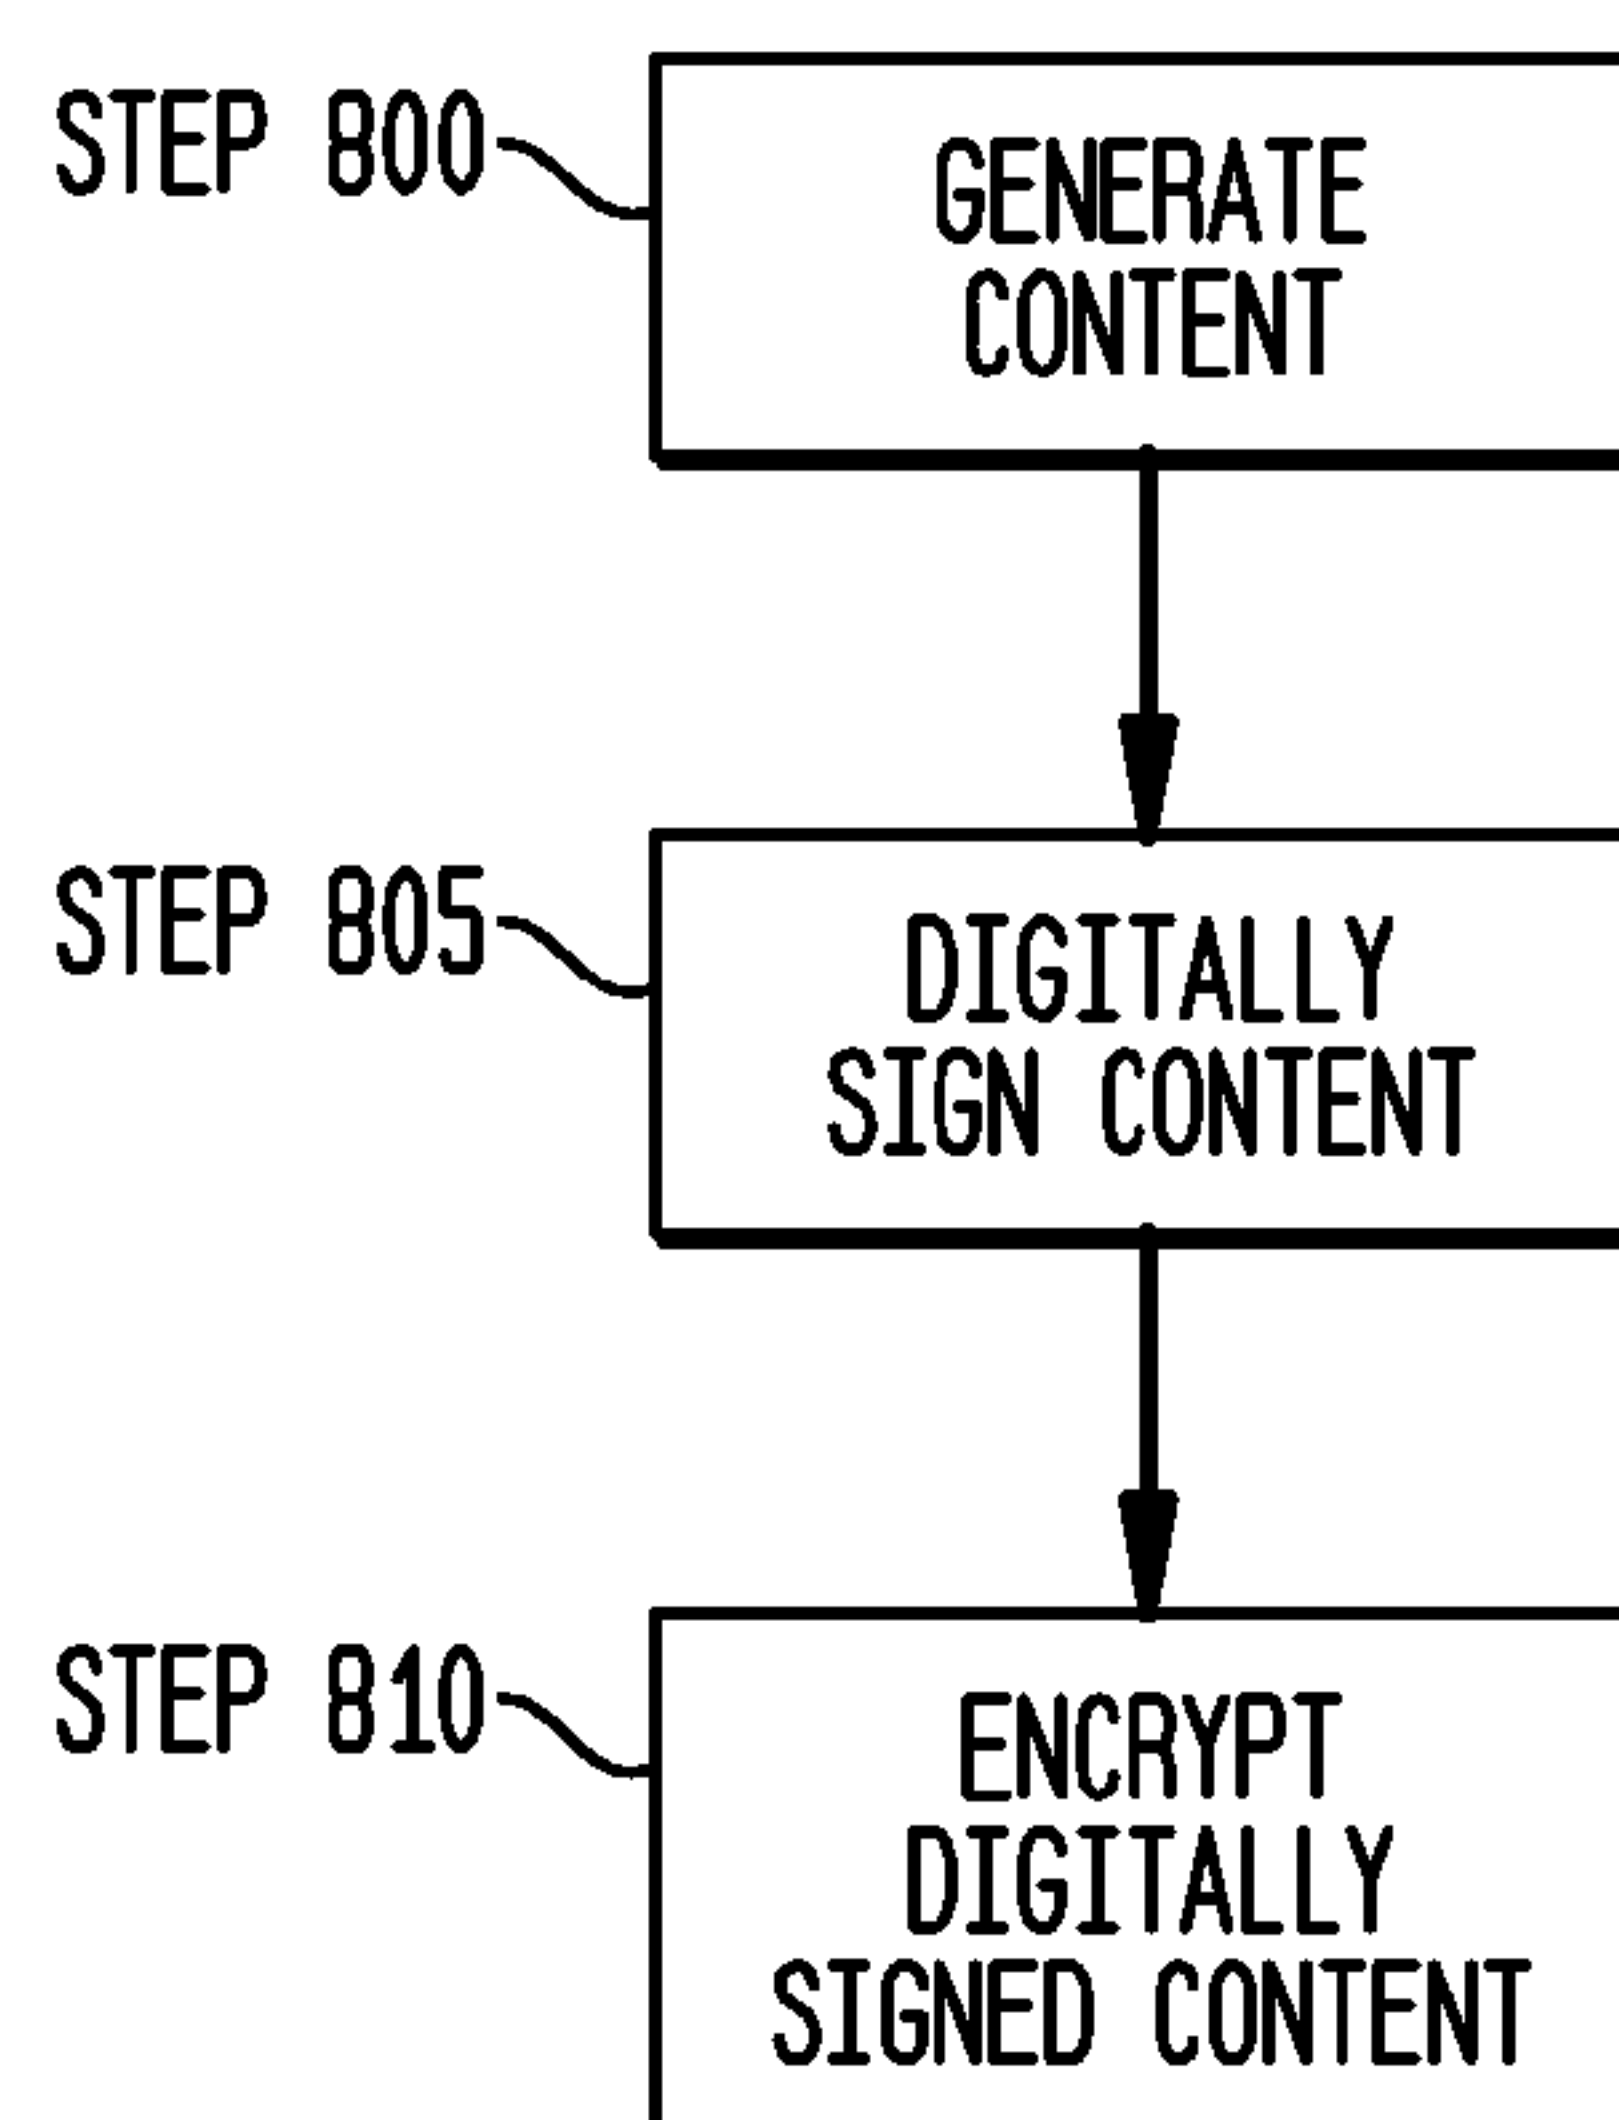 STEP 800
GENERATE
CONTENT
STEP 805
DIGITALLY
SIGN CONTENT
STEP 810
ENCRYPT
DIGITALLY
SIGNED CONTENT